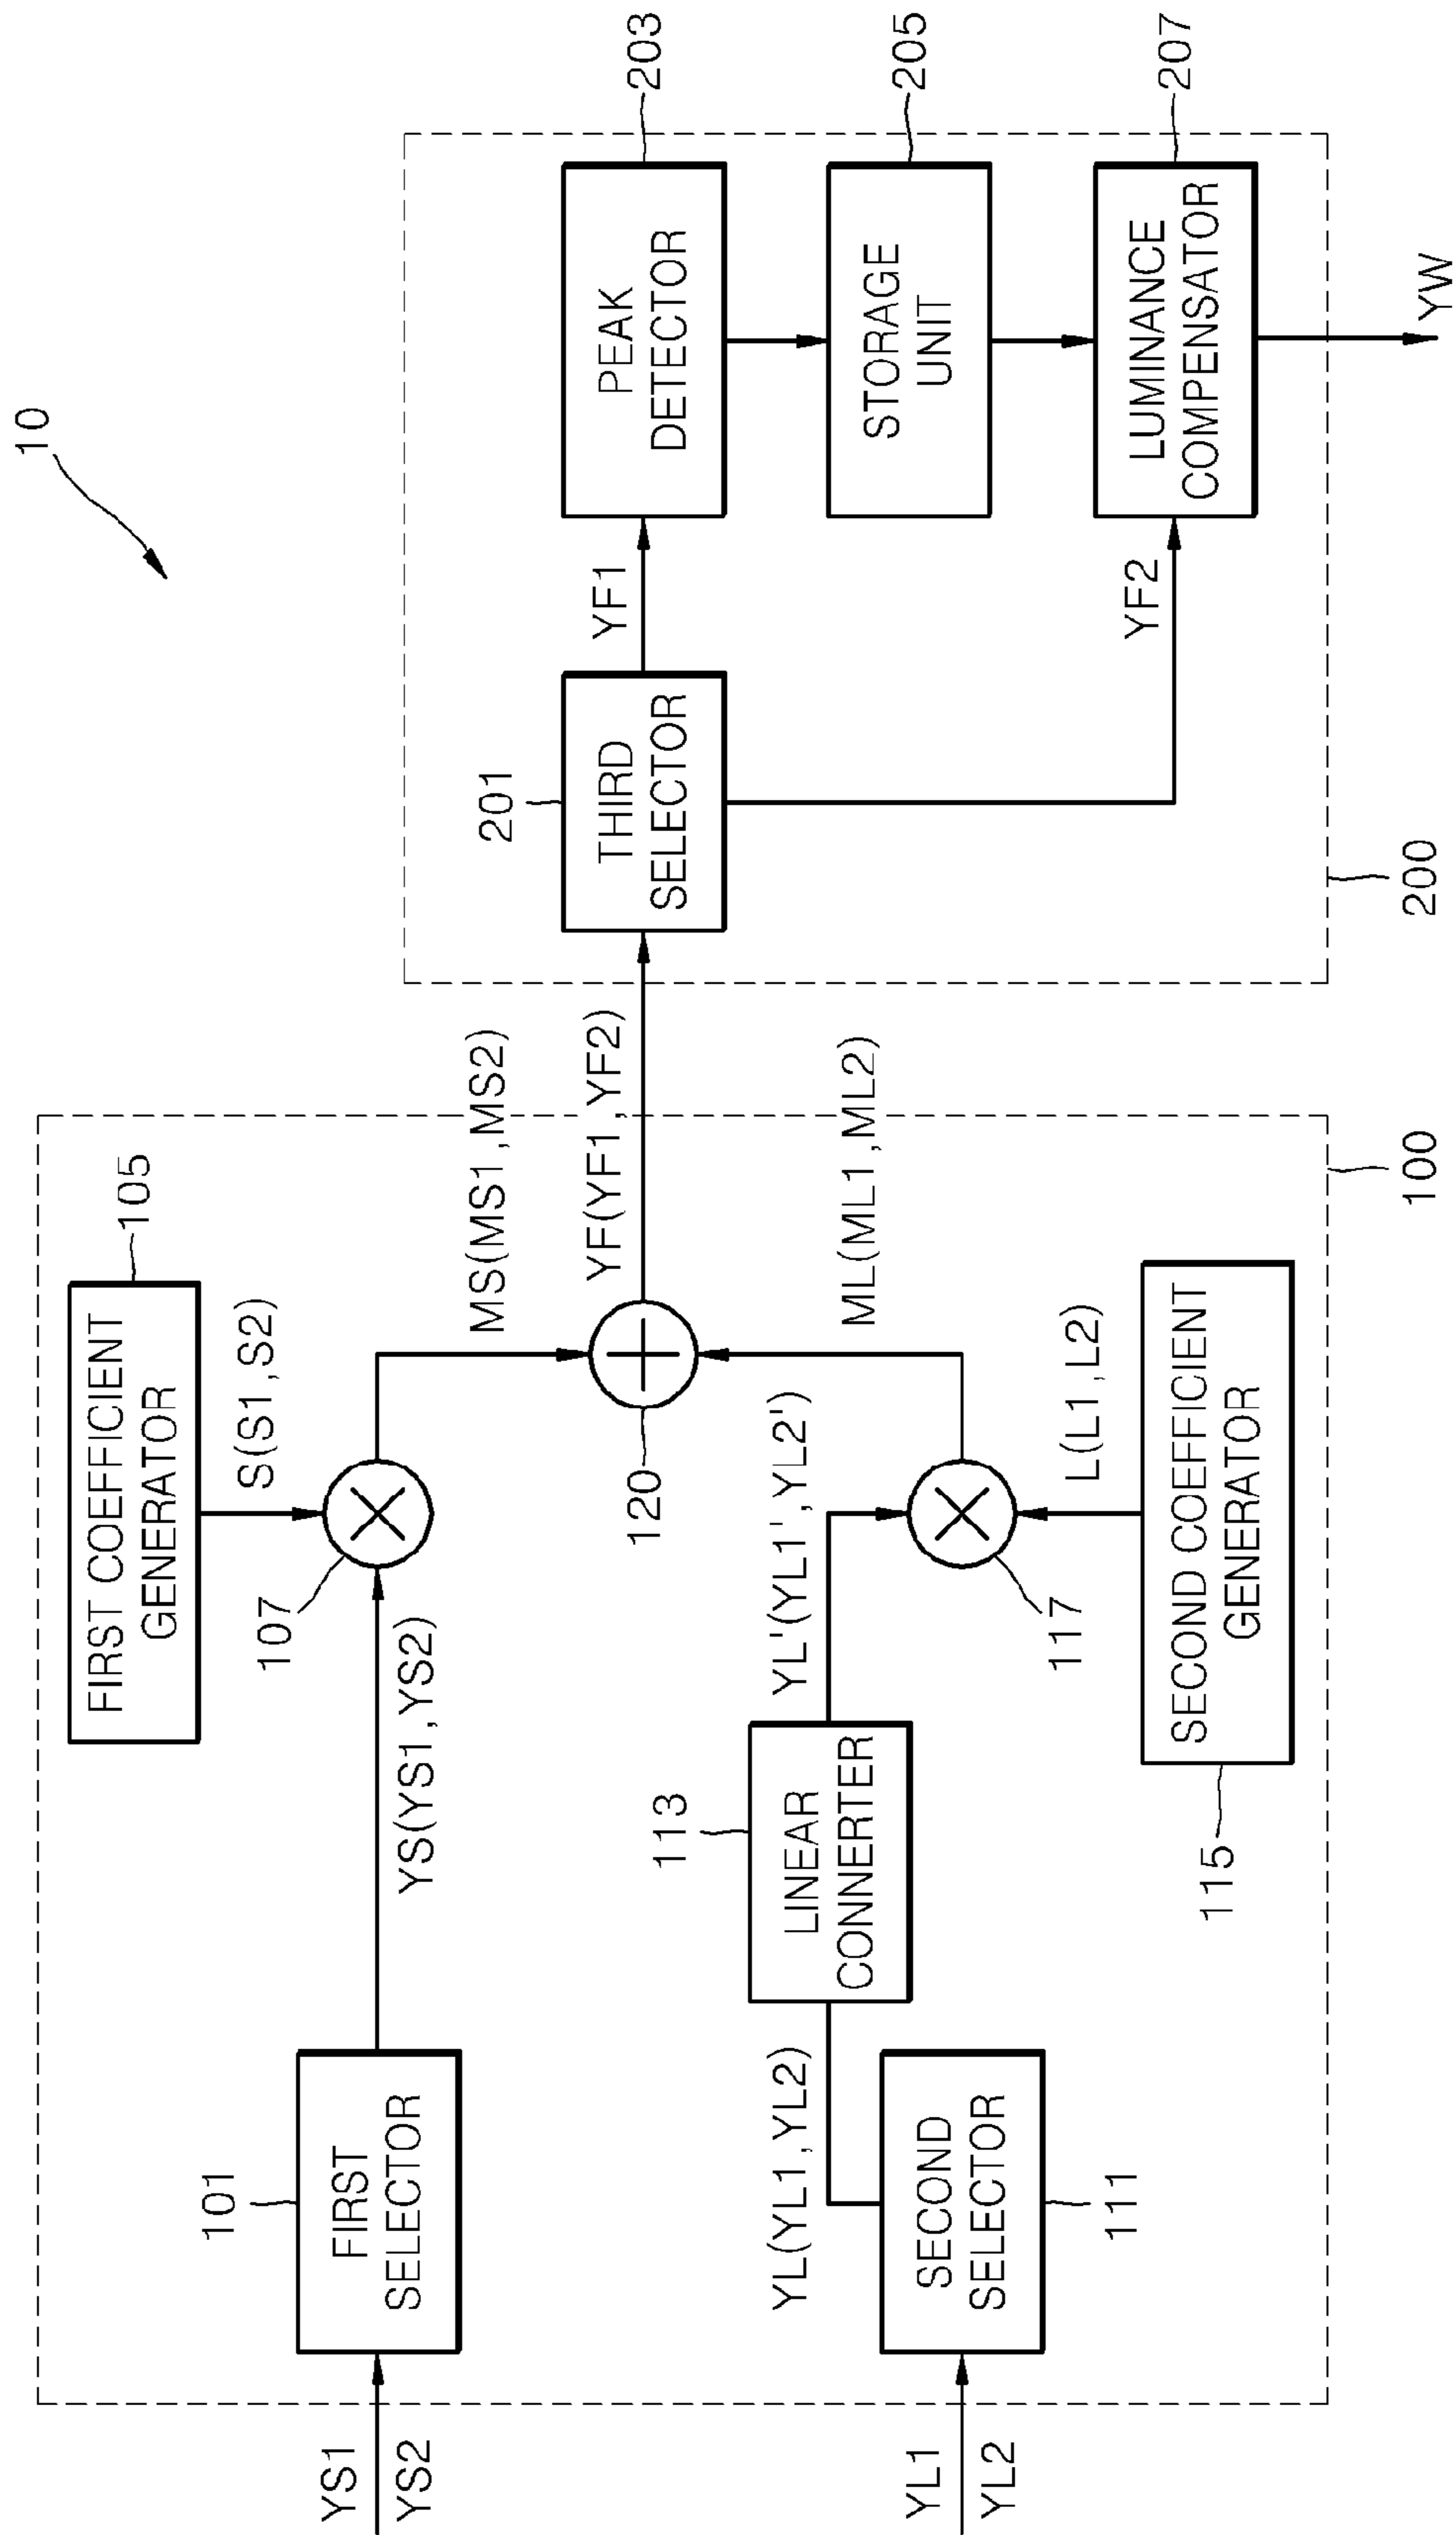 10
FIRST COEFFICIENT
GENERATOR
105
S(S1,S2)
107
MS(MS1,MS2)
101
FIRST
SELECTOR
YS1
YS2
YS(YS1,YS2)
YF(YF1,YF2)
120
ML(ML1,ML2)
YL1
YL2
SECOND
SELECTOR
111
YL(YL1,YL2)
113
LINEAR
CONNERTER
YL'(YL1',YL2')
117
L(L1,L2)
SECOND COEFFICIENT
GENERATOR
115
100
201
THIRD
SELECTOR
YF1
PEAK
DETECTOR
203
STORAGE
UNIT
205
YF2
LUMINANCE
COMPENSATOR
207
YW
200